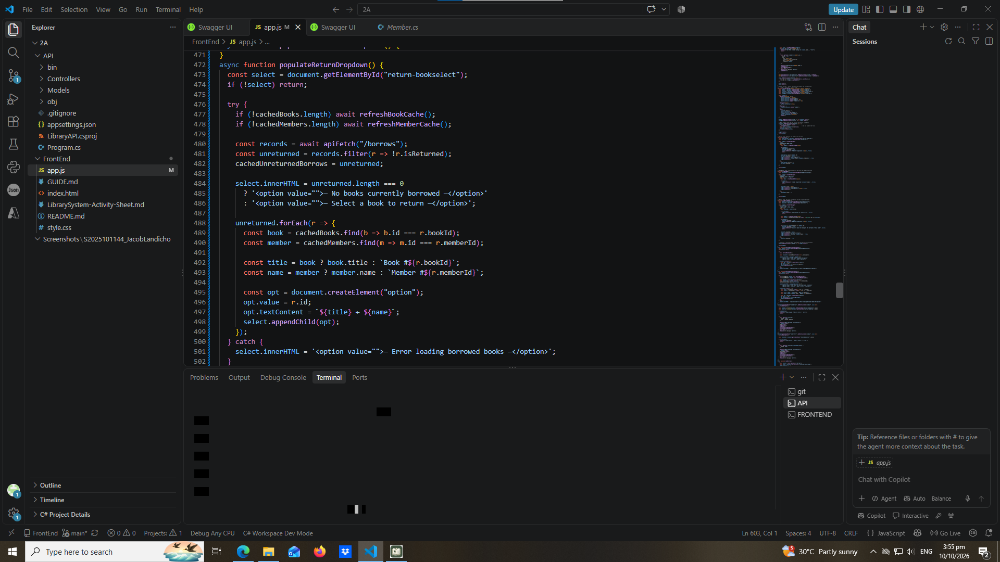 File Edit Selection View Go Run Terminal Help
2A
Update
Explorer
2A
API
bin
Controllers
Models
obj
.gitignore
appsettings.json
LibraryAPI.csproj
Program.cs
FrontEnd
app.js M
GUIDE.md
index.html
LibrarySystem-Activity-Sheet.md
README.md
style.css
Screenshots\S2025101144_JacobLandicho
Outline
Timeline
C# Project Details
Swagger UI
JS app.js M
Swagger UI
Member.cs
FrontEnd > JS app.js > ...
471 }
472 async function populateReturnDropdown() {
473 const select = document.getElementById("return-bookselect");
474 if (!select) return;
475
476 try {
477 if (!cachedBooks.length) await refreshBookCache();
478 if (!cachedMembers.length) await refreshMemberCache();
479
480 const records = await apiFetch("/borrows");
481 const unreturned = records.filter(r => !r.isReturned);
482 cachedUnreturnedBorrows = unreturned;
483
484 select.innerHTML = unreturned.length === 0
485 ? '<option value="">— No books currently borrowed —</option>'
486 : '<option value="">— Select a book to return —</option>';
487
488 unreturned.forEach(r => {
489 const book = cachedBooks.find(b => b.id === r.bookId);
490 const member = cachedMembers.find(m => m.id === r.memberId);
491
492 const title = book ? book.title : `Book #${r.bookId}`;
493 const name = member ? member.name : `Member #${r.memberId}`;
494
495 const opt = document.createElement("option");
496 opt.value = r.id;
497 opt.textContent = `${title} ← ${name}`;
498 select.appendChild(opt);
499 });
500 } catch {
501 select.innerHTML = '<option value="">— Error loading borrowed books —</option>';
502 }
Problems Output Debug Console Terminal Ports
git
API
FRONTEND
Chat
Sessions
Tip: Reference files or folders with # to give
the agent more context about the task.
JS app.js
Chat with Copilot
Agent Auto Balance
Copilot Interactive
FrontEnd main* 0 0 Projects: 1 Debug Any CPU C# Workspace Dev Mode
Ln 603, Col 1 Spaces: 4 UTF-8 CRLF { } JavaScript Go Live
Type here to search
30°C Partly sunny
ENG
3:55 pm
10/10/2026
2